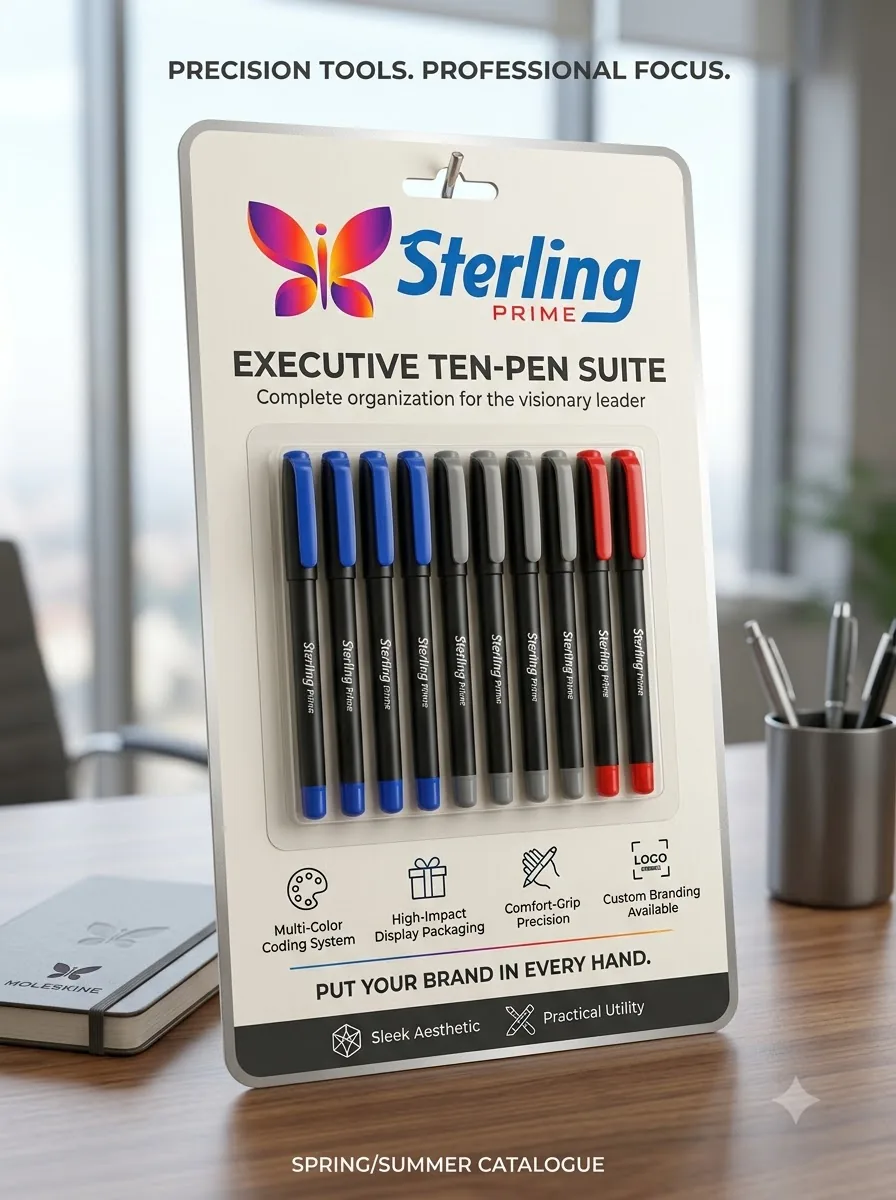 PRECISION TOOLS. PROFESSIONAL FOCUS.
Sterling
PRIME
EXECUTIVE TEN-PEN SUITE
Complete organization for the visionary leader
Sterling Prime
Sterling Prime
Sterling Prime
Sterling Prime
Sterling Prime
Sterling Prime
Sterling Prime
Sterling Prime
Sterling Prime
Sterling Prime
LOGO
Multi-Color
Coding System
High-Impact
Display Packaging
Comfort-Grip
Precision
Custom Branding
Available
PUT YOUR BRAND IN EVERY HAND.
Sleek Aesthetic
Practical Utility
MOLESKINE
SPRING/SUMMER CATALOGUE